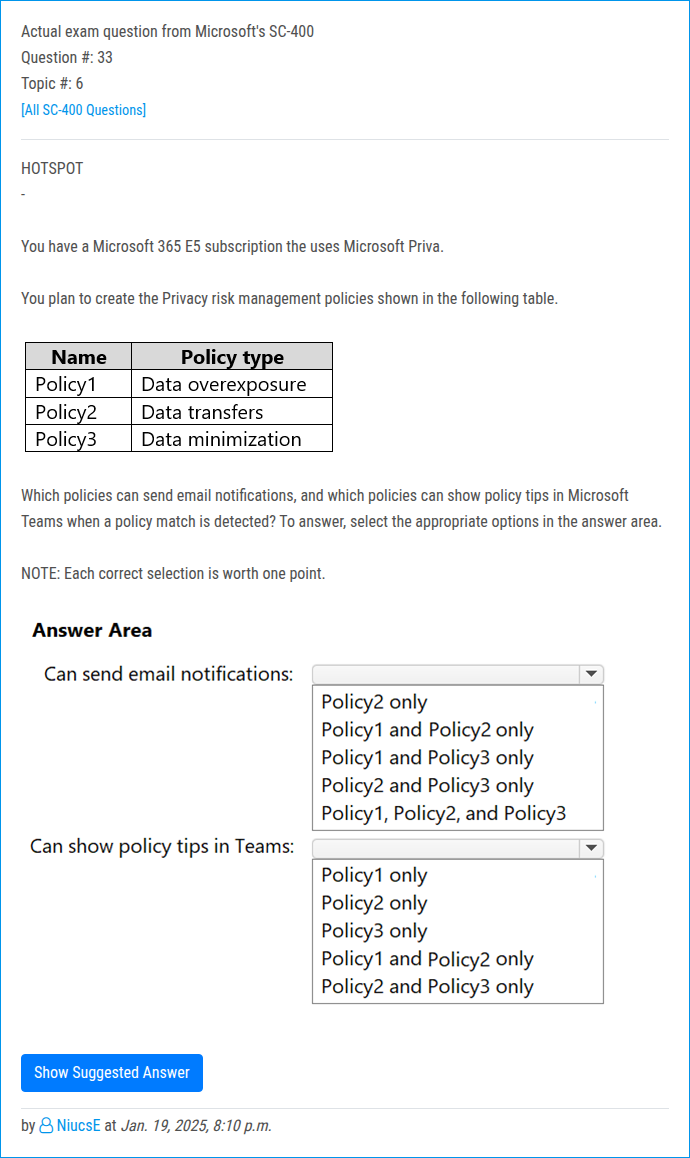 Actual exam question from Microsoft's SC-400
Question #: 33
Topic #: 6
[All SC-400 Questions]
HOTSPOT
-
You have a Microsoft 365 E5 subscription the uses Microsoft Priva.
You plan to create the Privacy risk management policies shown in the following table.
Name Policy type
Policy1 Data overexposure
Policy2 Data transfers
Policy3 Data minimization
Which policies can send email notifications, and which policies can show policy tips in Microsoft
Teams when a policy match is detected? To answer, select the appropriate options in the answer area.
NOTE: Each correct selection is worth one point.
Answer Area
Can send email notifications:
Policy2 only
Policy1 and Policy2 only
Policy1 and Policy3 only
Policy2 and Policy3 only
Policy1, Policy2, and Policy3
Can show policy tips in Teams:
Policy1 only
Policy2 only
Policy3 only
Policy1 and Policy2 only
Policy2 and Policy3 only
Show Suggested Answer
by NiucsE at Jan. 19, 2025, 8:10 p.m.